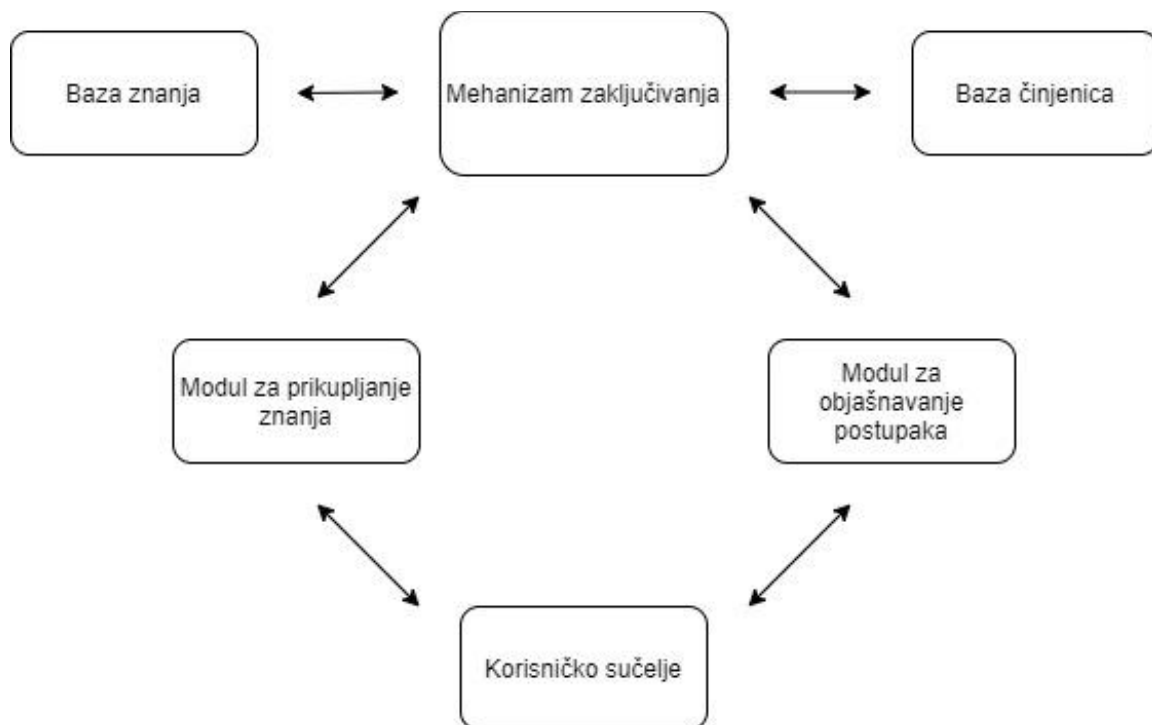 Baza znanja
Mehanizam zaključivanja
Baza činjenica
Modul za prikupljanje
znanja
Modul za
objašnavanje
postupaka
Korisničko sučelje